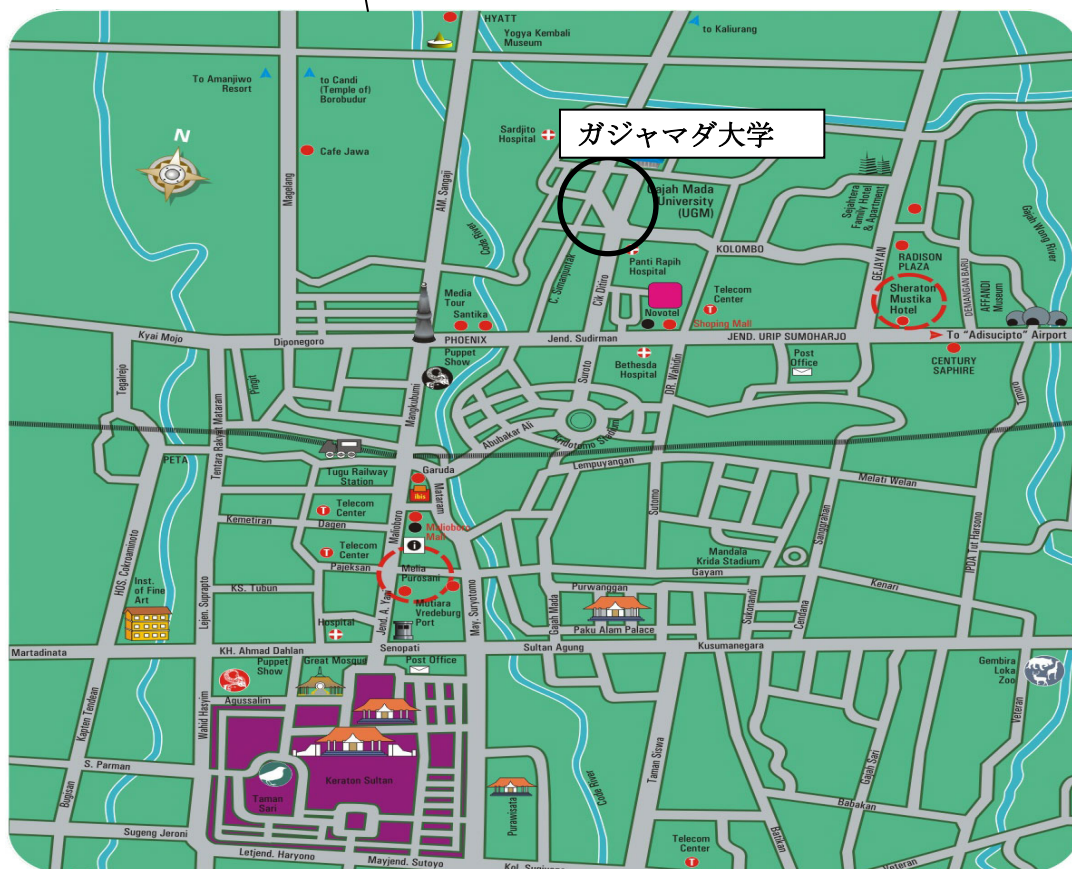 HYATT
Yogya Kembali
Museum
to Kaliurang
To Amanjiwo
Resort
to Candi
(Temple of)
Borobudur
N
Cafe Jawa
Magelang
AM. Sangaji
Code River
Sardjito
Hospital
ガジャマダ大学
Gajah Mada
University
(UGM)
C. Simanjuntak
Cik Ditiro
Panti Rapih
Hospital
KOLOMBO
Sejahtera
Family Hotel
& Apartment
GEJAYAN
RADISON
PLAZA
Sheraton
Mustika
Hotel
DEMANGAN BARU
AFFANDI
Museum
Gajah Wong River
Media
Tour
Santika
Novotel
Telecom
Center
Shoping Mall
Kyai Mojo
Diponegoro
PHOENIX
Jend. Sudirman
JEND. URIP SUMOHARJO
To "Adisucipto" Airport
CENTURY
SAPHIRE
Puppet
Show
Bethesda
Hospital
Post
Office
Tegalrejo
Pingit
Tentara Rakyat Mataram
Mangkubumi
Suroto
DR. Wahidin
Timoro
Abubakar Ali
Kridotomo Stadium
PETA
Tugu Railway
Station
Garuda
ibis
Mataram
Lempuyangan
Melati Welan
Telecom
Center
Kemetiran
Dagen
Malioboro
Malioboro
Mall
i
Sutomo
Sangurahan
IPDA Tut Harsono
HOS. Cokroaminoto
Telecom
Center
Pajeksan
Melia
Purosani
Mandala
Krida Stadium
Gayam
Kenari
Inst.
of Fine
Art
Letjen. Suprapto
KS. Tubun
Jend. A. Yani
Mutiara
Vredeburg
Port
May. Suryotomo
Gajah Mada
Purwanggan
Paku Alam Palace
Sukonandi
Cendana
Hospital
Martadinata
KH. Ahmad Dahlan
Senopati
Sultan Agung
Kusumanegara
Puppet
Show
Great Mosque
Post Office
Gembira
Loka
Zoo
Kapten Tendean
Wahid Hasyim
Agussalim
Veteran
S. Parman
Keraton Sultan
Taman
Sari
Bugisan
Purawisata
Code River
Taman Siswa
Gajah Sari
Babakan
Batikan
Sugeng Jeroni
Letjend. Haryono
Mayjend. Sutoyo
Telecom
Center
Veteran